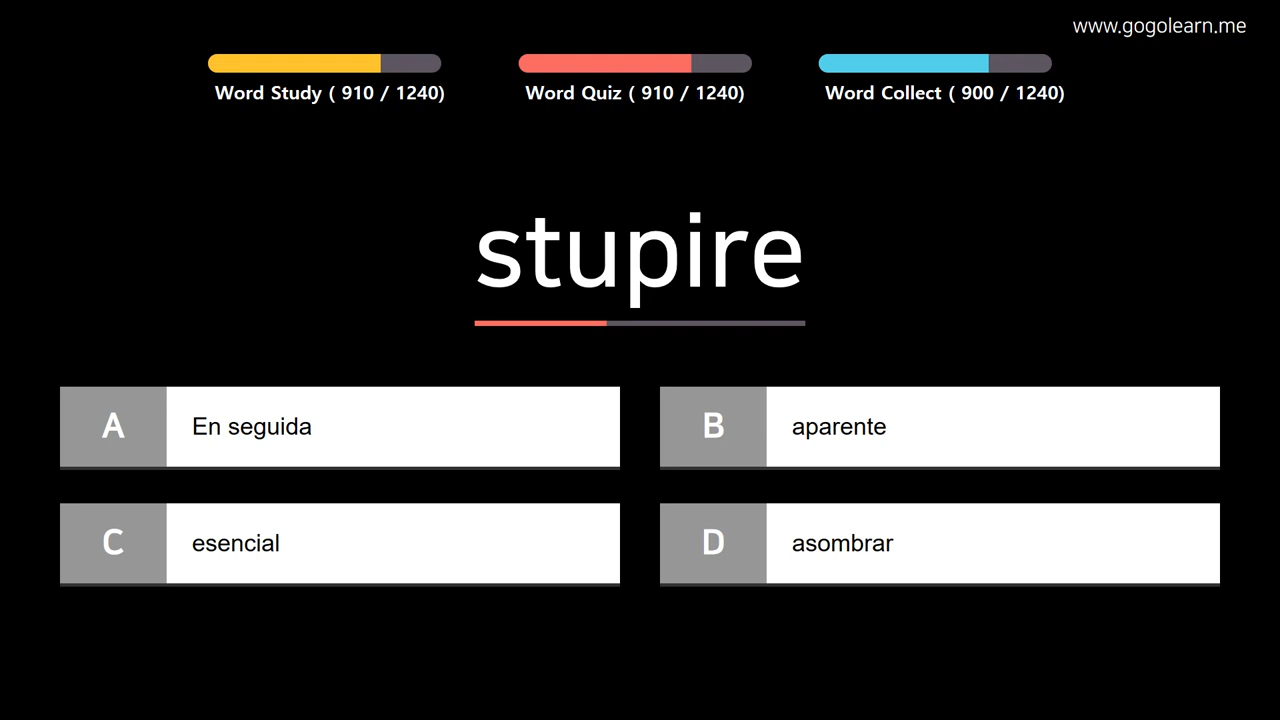 www.gogolearn.me
Word Study ( 910 / 1240)
Word Quiz ( 910 / 1240)
Word Collect ( 900 / 1240)
stupire
A
En seguida
B
aparente
C
esencial
D
asombrar